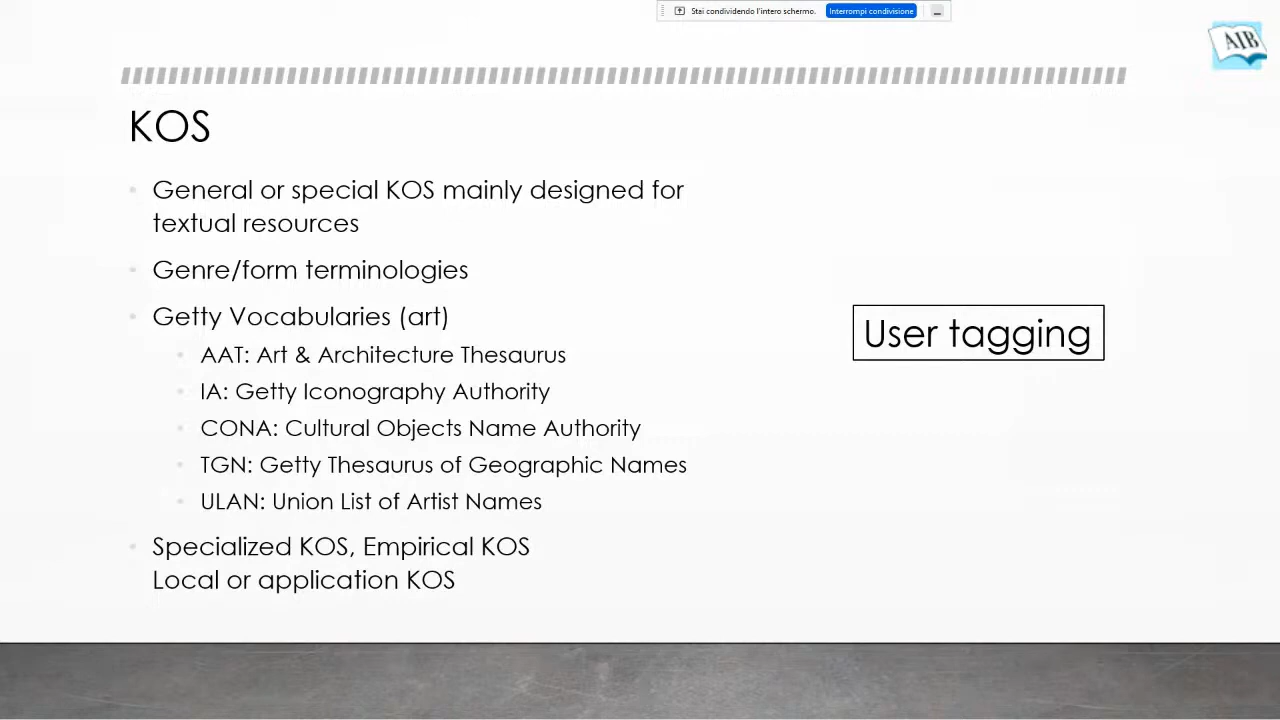 Stai condividendo l'intero schermo. Interrompi condivisione
AIB
KOS
General or special KOS mainly designed for
textual resources
Genre/form terminologies
Getty Vocabularies (art)
AAT: Art & Architecture Thesaurus
IA: Getty Iconography Authority
CONA: Cultural Objects Name Authority
TGN: Getty Thesaurus of Geographic Names
ULAN: Union List of Artist Names
Specialized KOS, Empirical KOS
Local or application KOS
User tagging